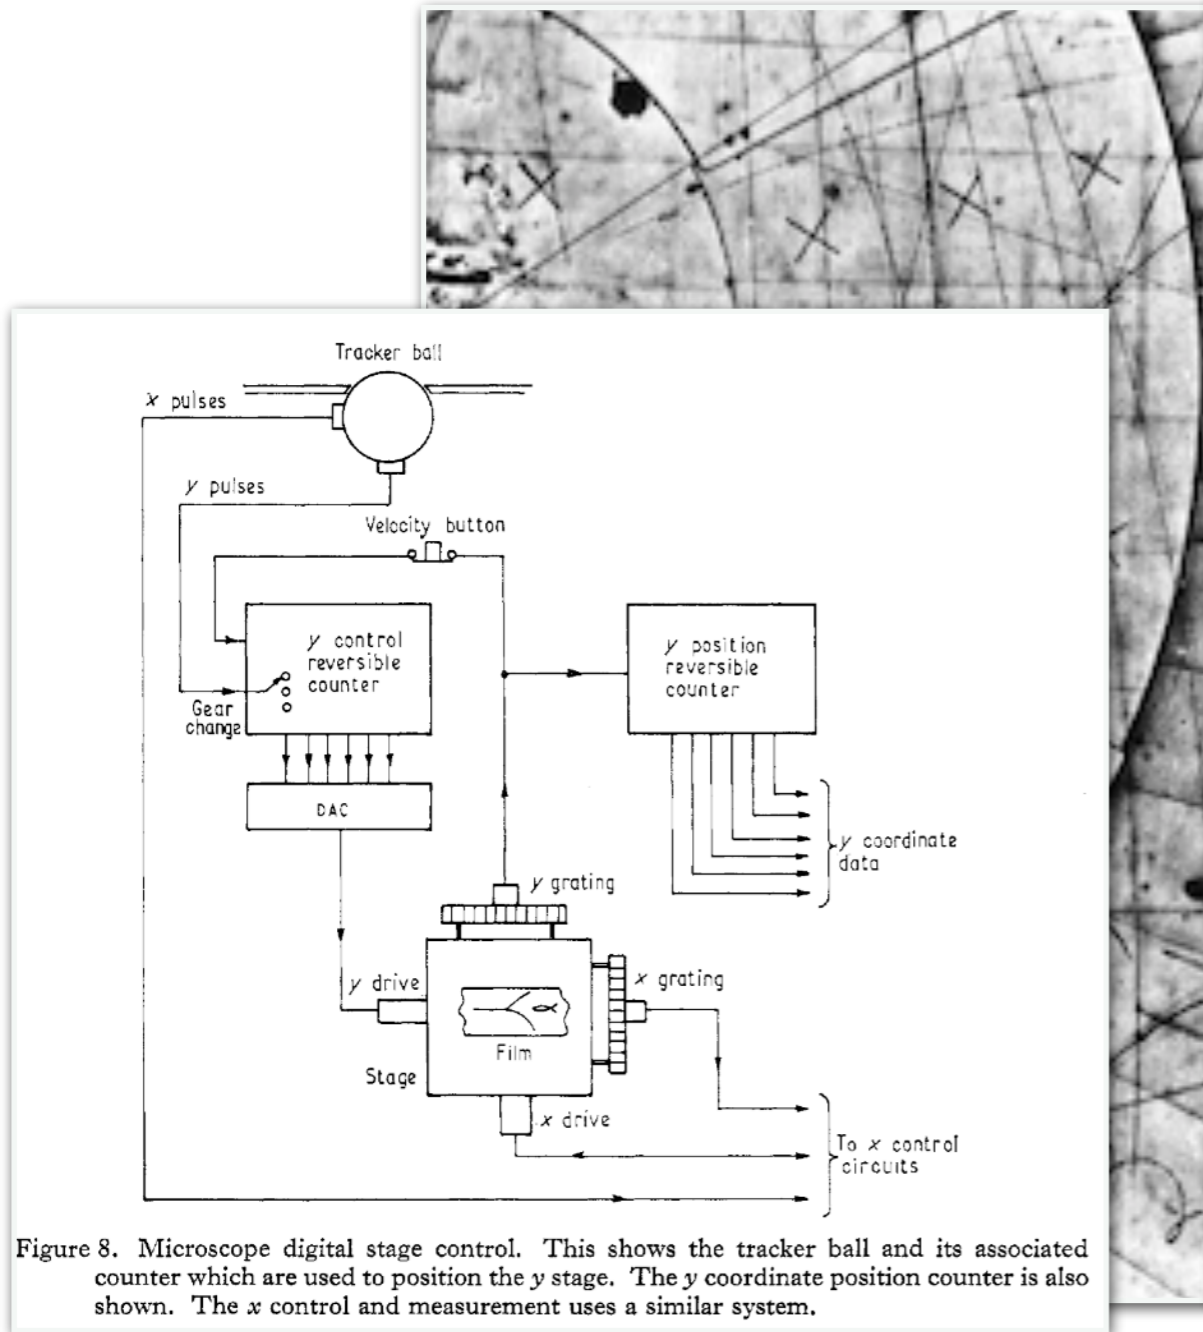 Tracker ball
x pulses
y pulses
Velocity button
y control
reversible
counter
Gear
change
y position
reversible
counter
DAC
y coordinate
data
y grating
y drive
x grating
Film
Stage
x drive
To x control
circuits
Figure 8. Microscope digital stage control. This shows the tracker ball and its associated
counter which are used to position the y stage. The y coordinate position counter is also
shown. The x control and measurement uses a similar system.